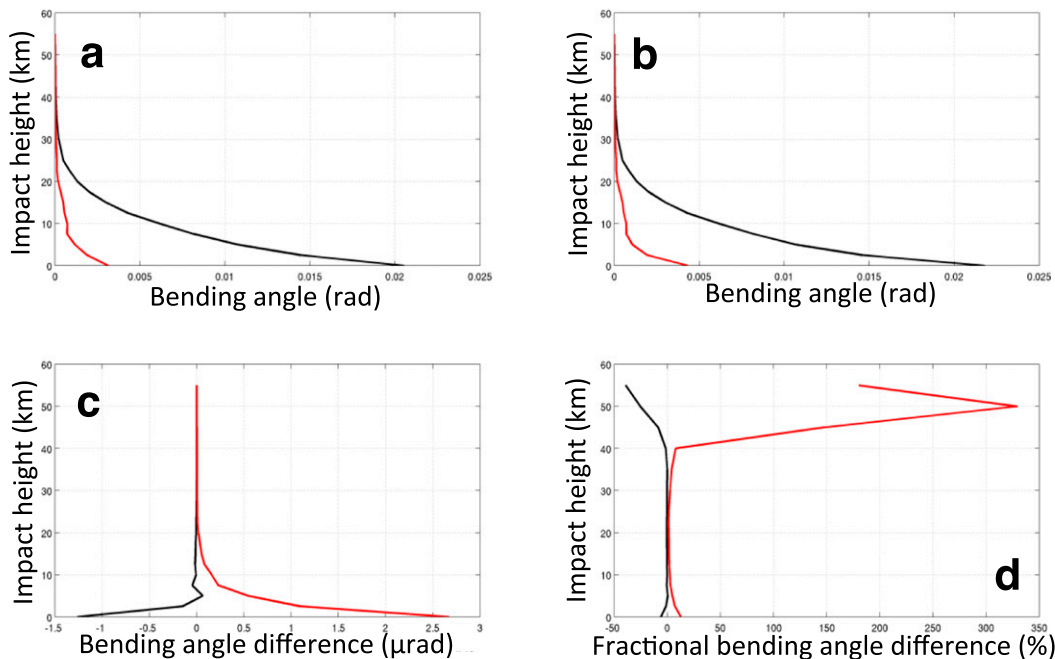 a
Impact height (km)
60
50
40
30
20
10
0
0 0.005 0.01 0.015 0.02 0.025
Bending angle (rad)
b
Impact height (km)
60
50
40
30
20
10
0
0 0.005 0.01 0.015 0.02 0.025
Bending angle (rad)
c
Impact height (km)
60
50
40
30
20
10
0
-1.5 -1 -0.5 0 0.5 1 1.5 2 2.5 3
Bending angle difference (μrad)
d
Impact height (km)
60
50
40
30
20
10
0
-50 0 50 100 150 200 250 300 350
Fractional bending angle difference (%)